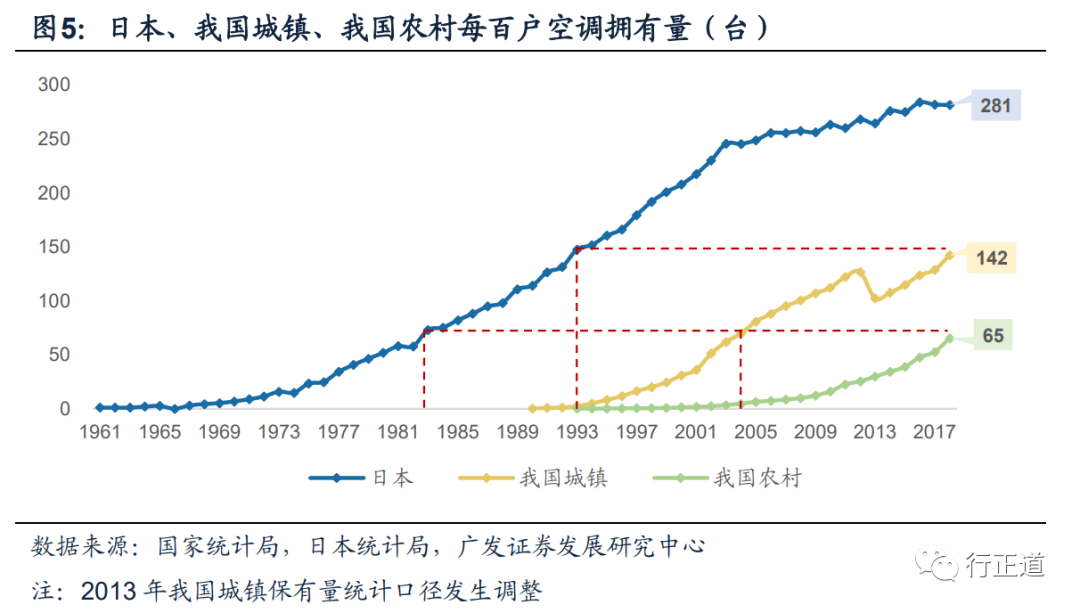 图5：日本、我国城镇、我国农村每百户空调拥有量（台）
300
250
200
150
100
50
0
281
142
65
1961 1965 1969 1973 1977 1981 1985 1989 1993 1997 2001 2005 2009 2013 2017
日本 我国城镇 我国农村
数据来源：国家统计局，日本统计局，广发证券发展研究中心
注：2013 年我国城镇保有量统计口径发生调整
行正道